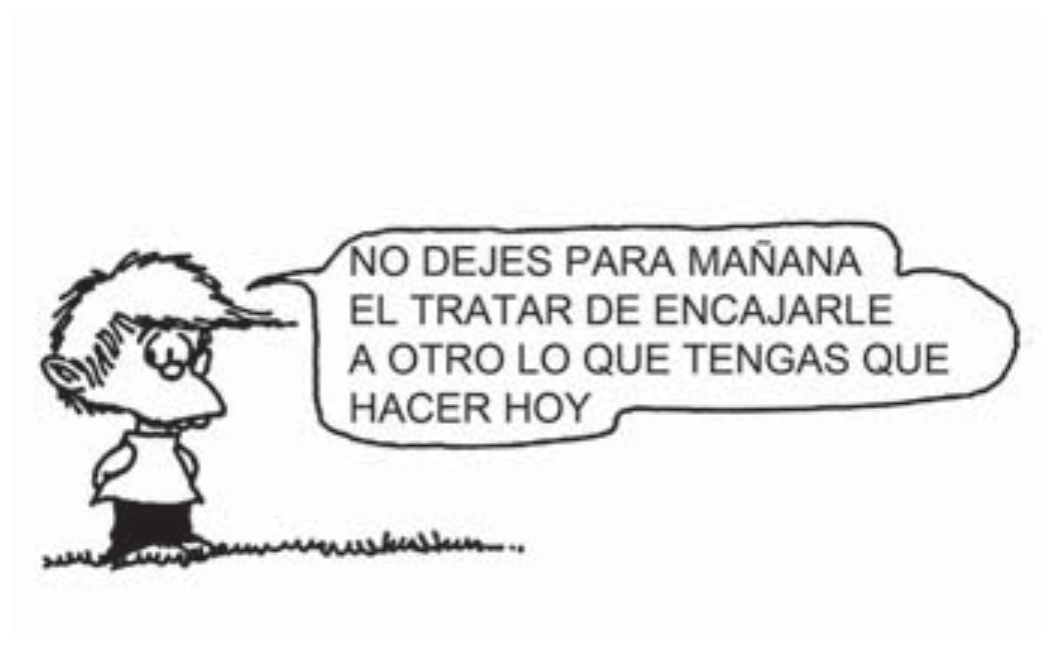 NO DEJES PARA MAÑANA
EL TRATAR DE ENCAJARLE
A OTRO LO QUE TENGAS QUE
HACER HOY